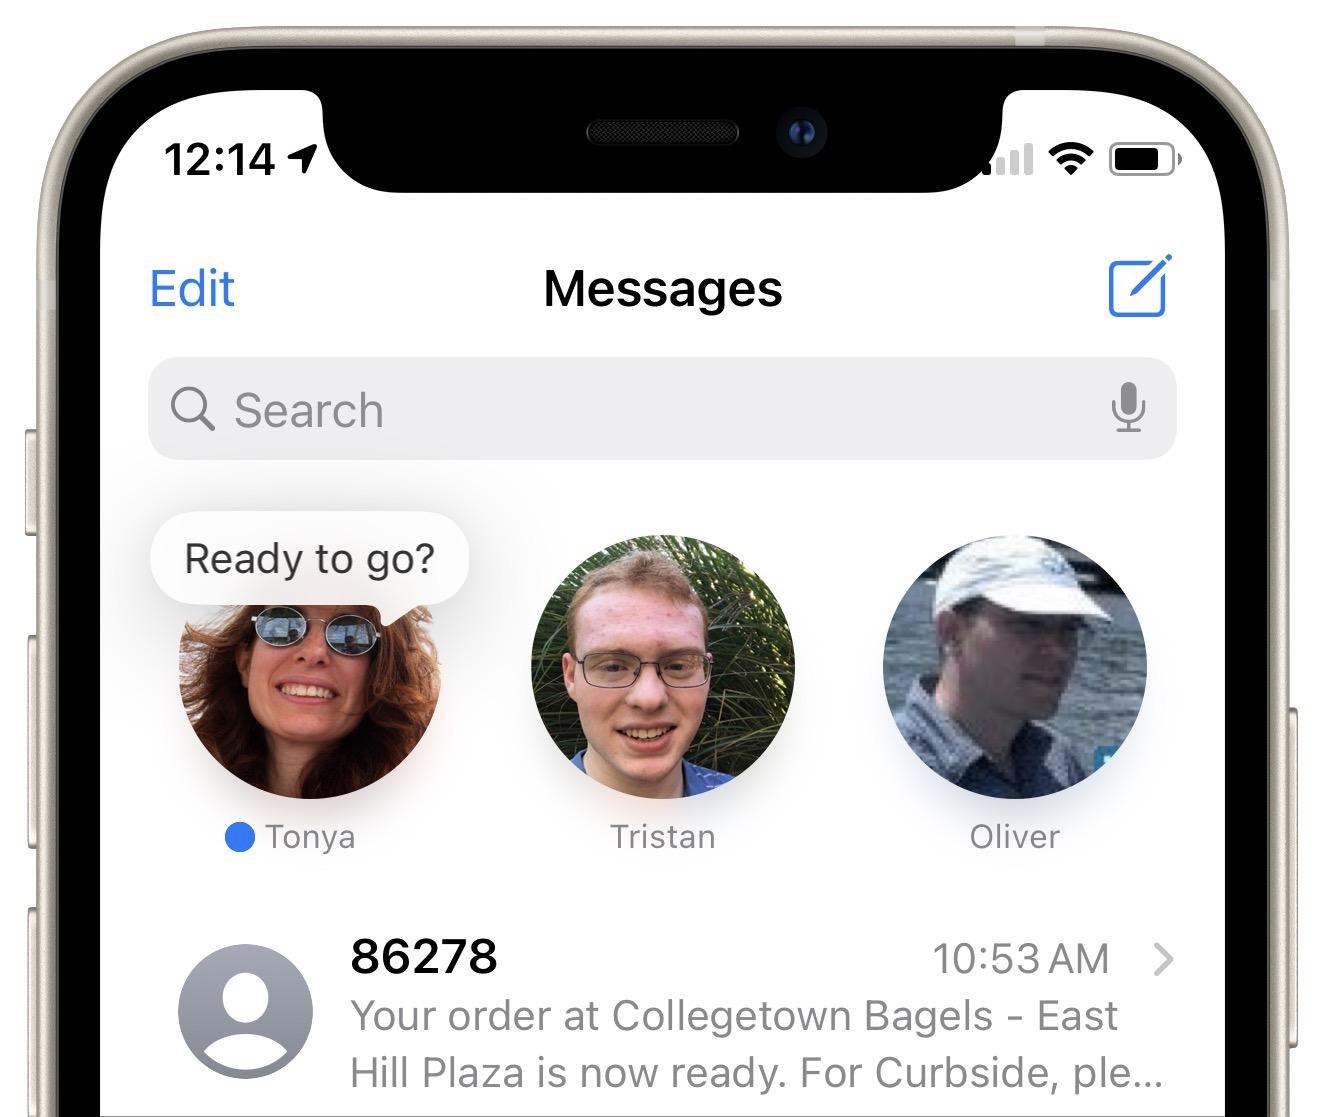 12:14
Edit
Messages
Search
Ready to go?
Tonya
Tristan
Oliver
86278
10:53 AM
Your order at Collegetown Bagels - East
Hill Plaza is now ready. For Curbside, ple...